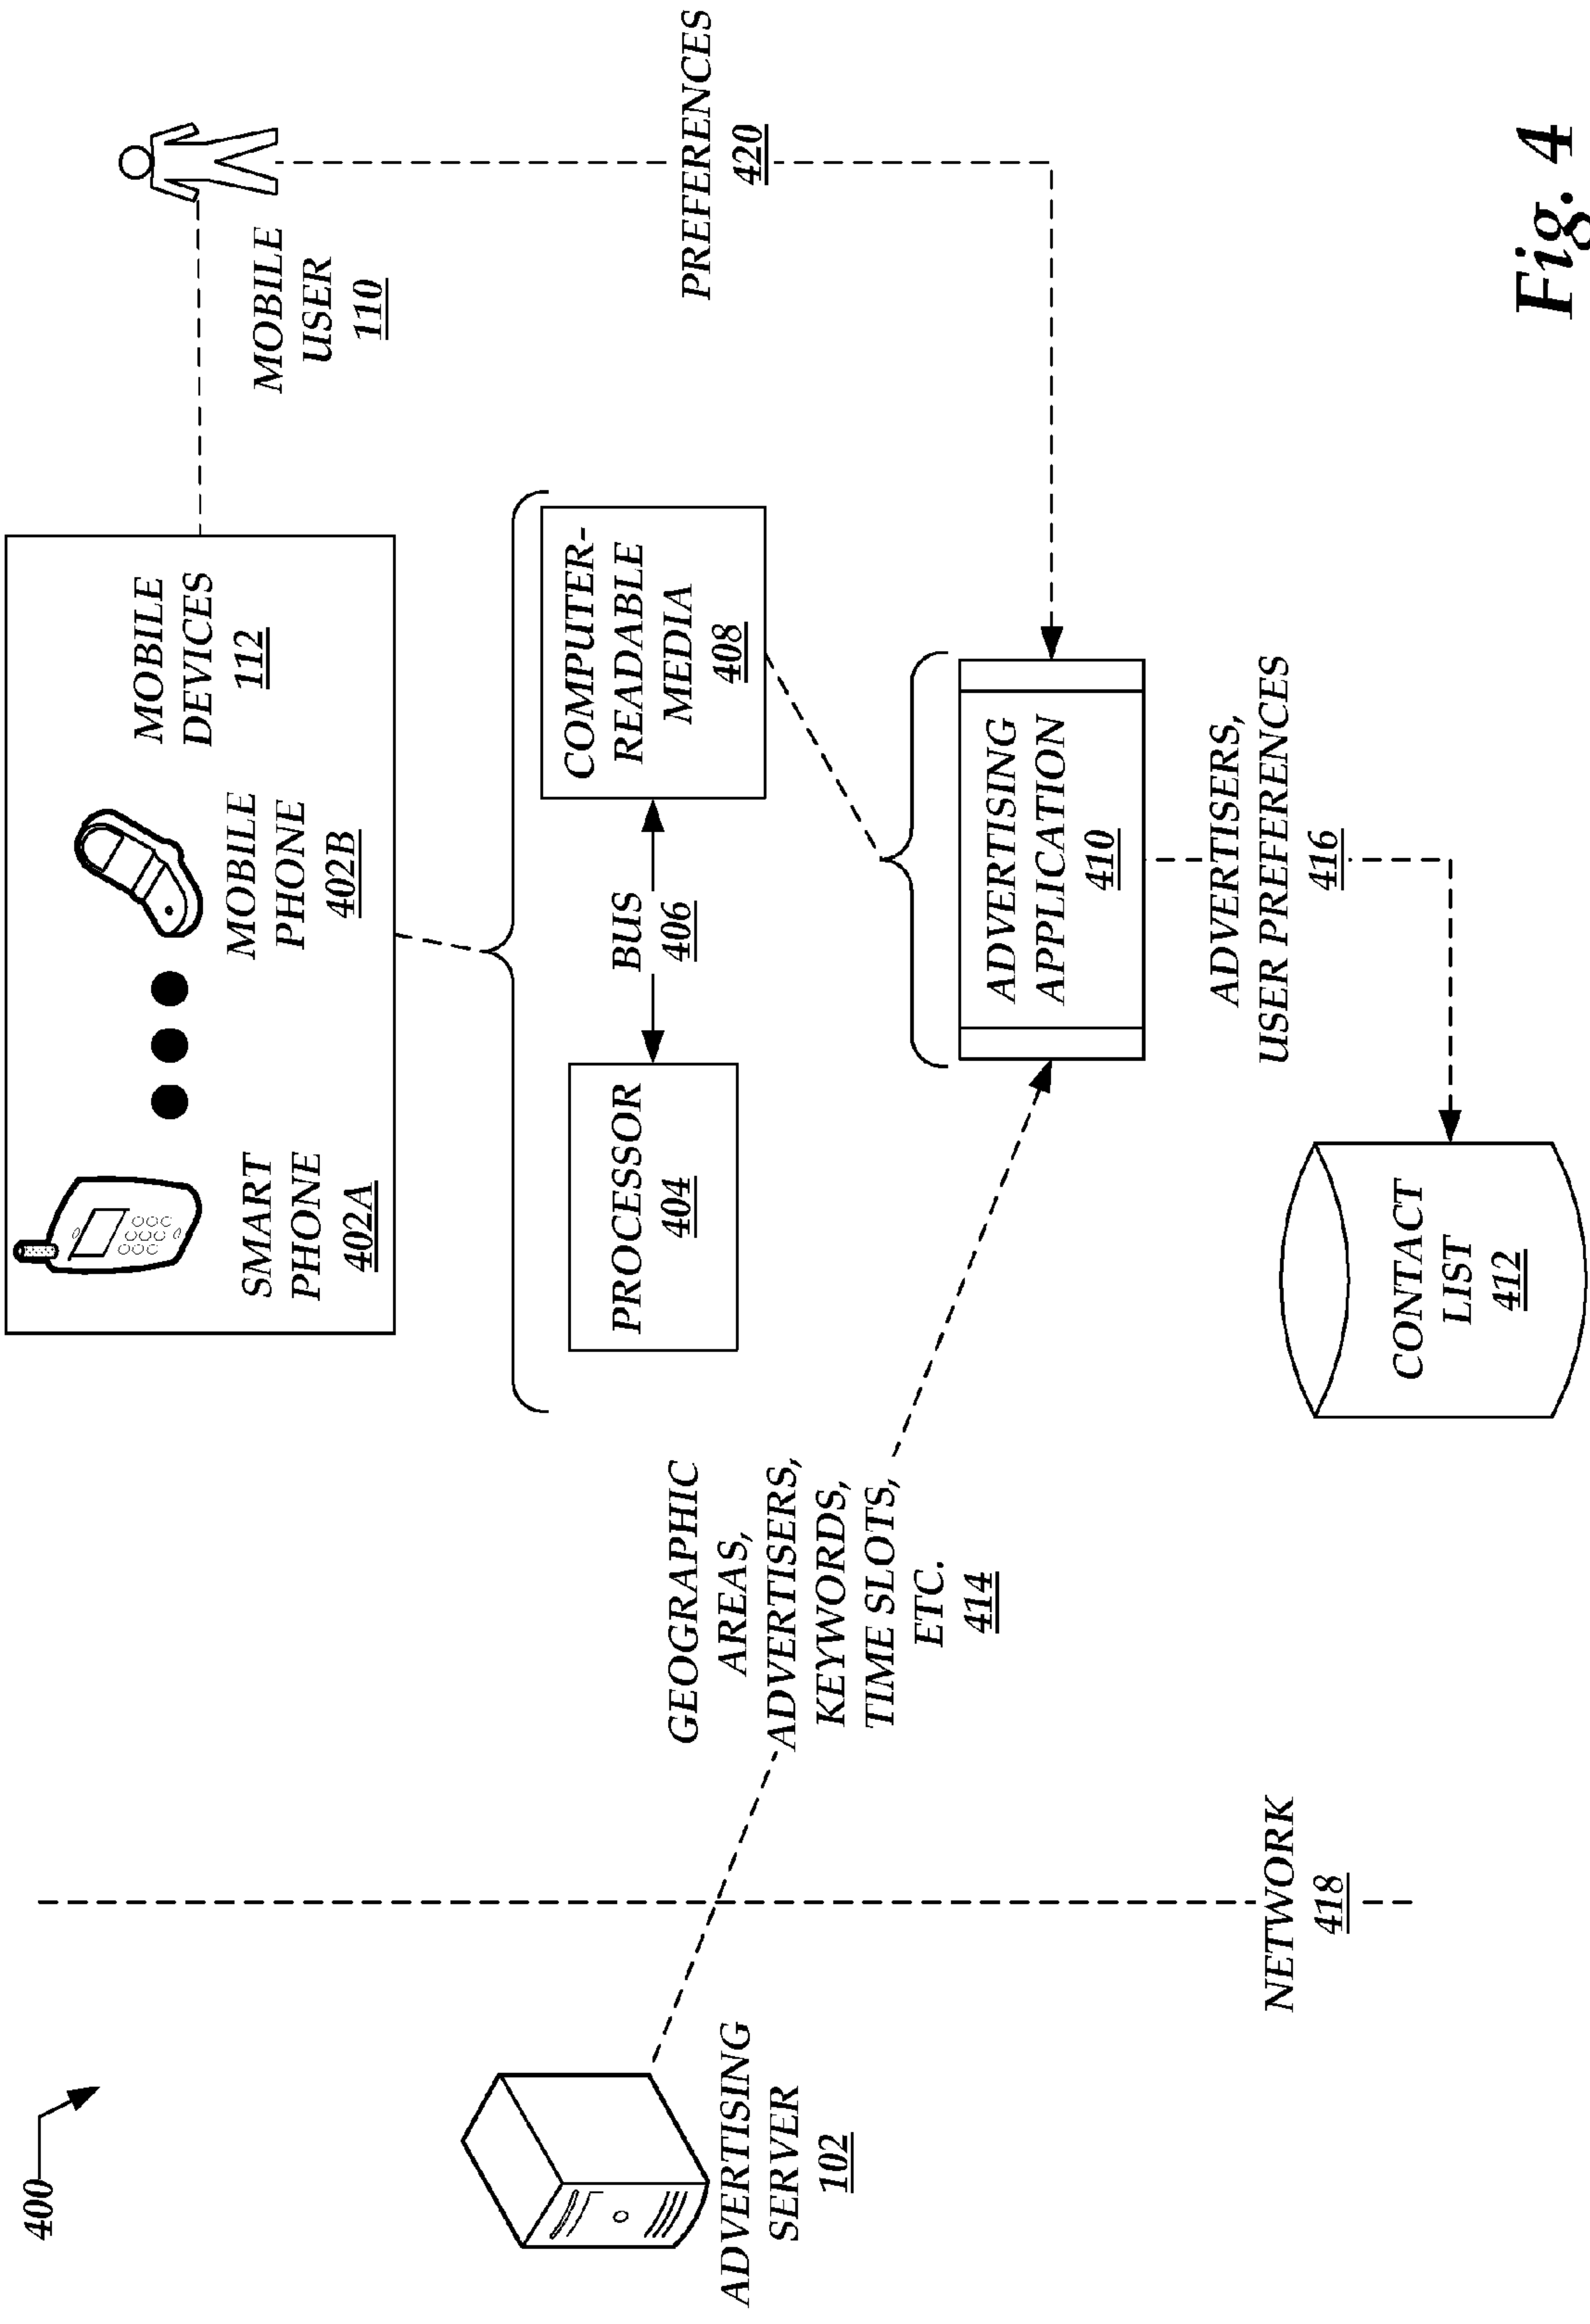 400
SMART
PHONE
402A
MOBILE
PHONE
402B
MOBILE
DEVICES
112
MOBILE
USER
110
ADVERTISING
SERVER
102
GEOGRAPHIC
AREAS,
ADVERTISERS,
KEYWORDS,
TIME SLOTS,
ETC.
414
PROCESSOR
404
BUS
406
COMPUTER-
READABLE
MEDIA
408
PREFERENCES
420
ADVERTISING
APPLICATION
410
NETWORK
418
ADVERTISERS,
USER PREFERENCES
416
CONTACT
LIST
412
Fig. 4